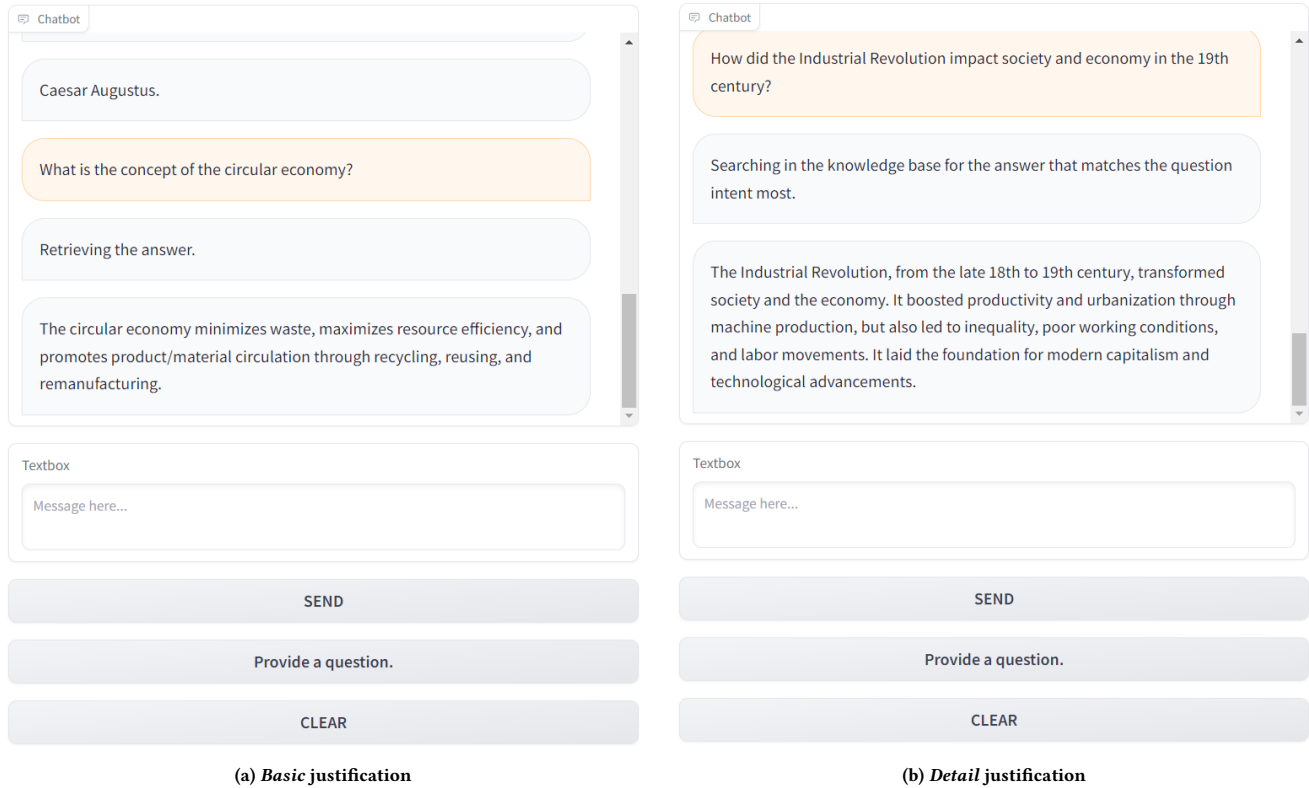 Chatbot
Caesar Augustus.
What is the concept of the circular economy?
Retrieving the answer.
The circular economy minimizes waste, maximizes resource efficiency, and
promotes product/material circulation through recycling, reusing, and
remanufacturing.
Textbox
Message here...
SEND
Provide a question.
CLEAR
(a) Basic justification
Chatbot
How did the Industrial Revolution impact society and economy in the 19th
century?
Searching in the knowledge base for the answer that matches the question
intent most.
The Industrial Revolution, from the late 18th to 19th century, transformed
society and the economy. It boosted productivity and urbanization through
machine production, but also led to inequality, poor working conditions,
and labor movements. It laid the foundation for modern capitalism and
technological advancements.
Textbox
Message here...
SEND
Provide a question.
CLEAR
(b) Detail justification